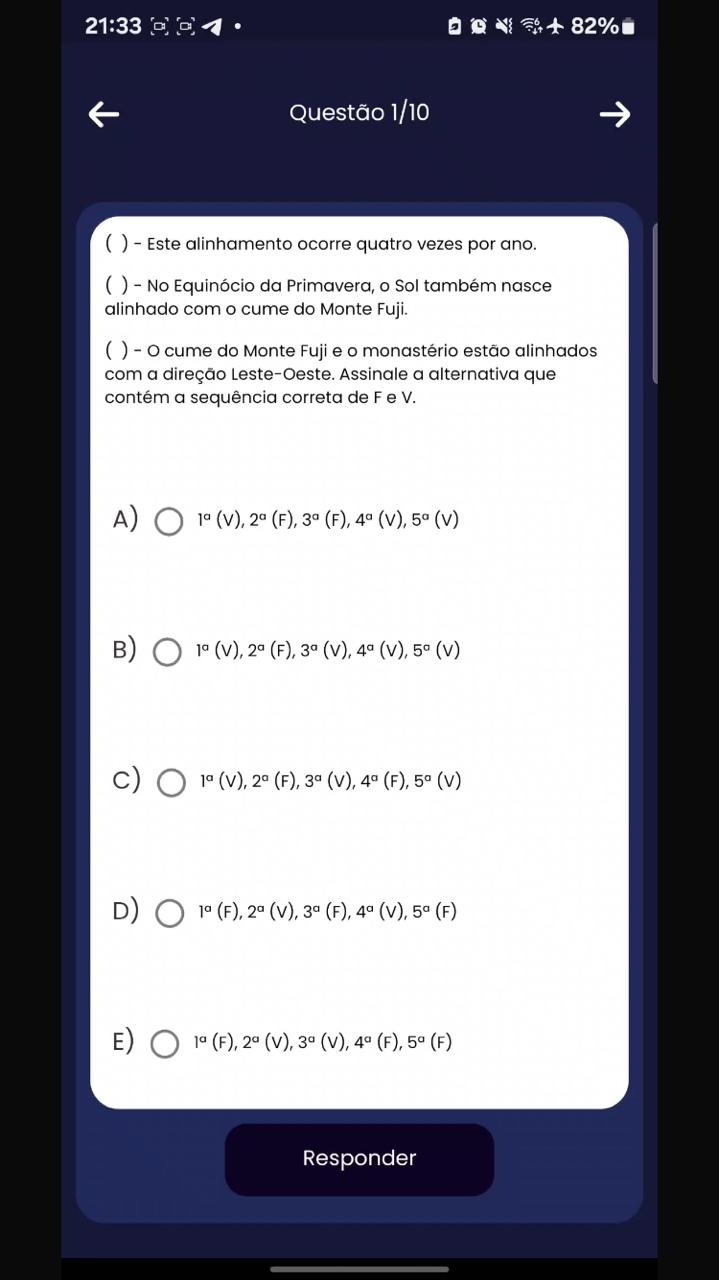 21:33
82%
Questão 1/10
( ) - Este alinhamento ocorre quatro vezes por ano.
( ) - No Equinócio da Primavera, o Sol também nasce
alinhado com o cume do Monte Fuji.
( ) - O cume do Monte Fuji e o monastério estão alinhados
com a direção Leste-Oeste. Assinale a alternativa que
contém a sequência correta de F e V.
A) 1ª (V), 2ª (F), 3ª (F), 4ª (V), 5ª (V)
B) 1ª (V), 2ª (F), 3ª (V), 4ª (V), 5ª (V)
C) 1ª (V), 2ª (F), 3ª (V), 4ª (F), 5ª (V)
D) 1ª (F), 2ª (V), 3ª (F), 4ª (V), 5ª (F)
E) 1ª (F), 2ª (V), 3ª (V), 4ª (F), 5ª (F)
Responder